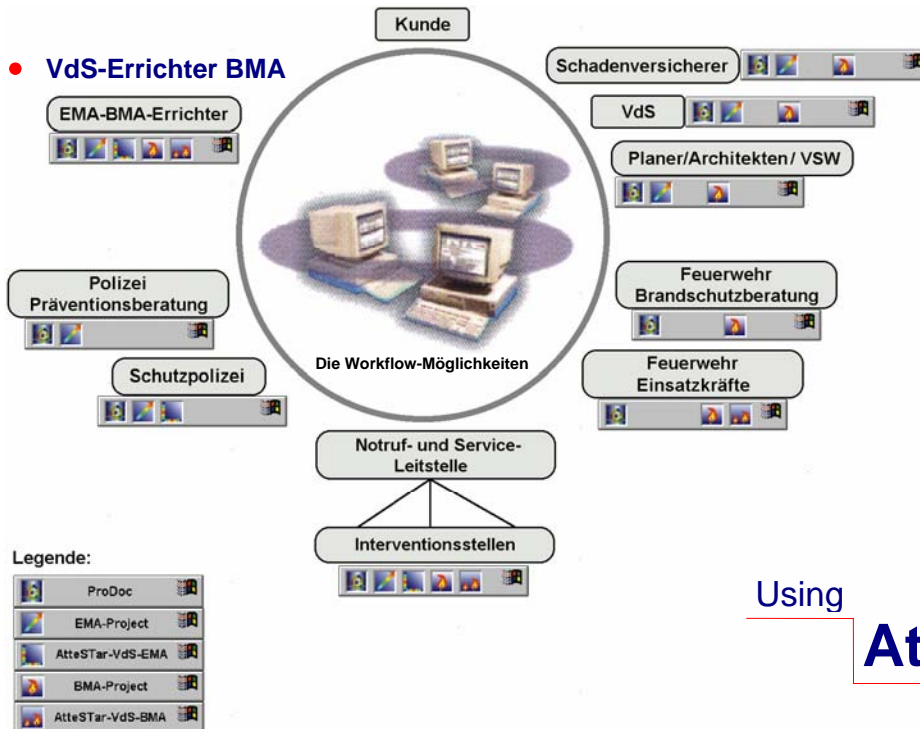 Kunde
VdS-Errichter BMA
EMA-BMA-Errichter
Schadenversicherer
VdS
Planer/Architekten/ VSW
Polizei
Präventionsberatung
Schutzpolizei
Feuerwehr
Brandschutzberatung
Feuerwehr
Einsatzkräfte
Die Workflow-Möglichkeiten
Notruf- und Service-
Leitstelle
Interventionsstellen
Legende:
ProDoc
EMA-Project
AtteSTar-VdS-EMA
BMA-Project
AtteSTar-VdS-BMA
Using
At